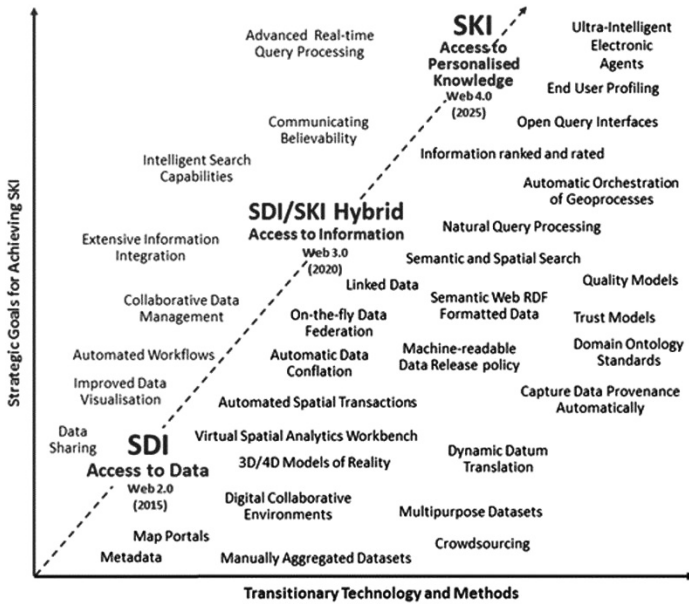 SKI
Access to
Personalised
Knowledge
Web 4.0
(2025)
Advanced Real-time
Query Processing
Ultra-Intelligent
Electronic
Agents
End User Profiling
Communicating
Believability
Open Query Interfaces
Intelligent Search
Capabilities
Information ranked and rated
Automatic Orchestration
of Geoprocesses
SDI/SKI Hybrid
Access to Information
Web 3.0
(2020)
Natural Query Processing
Extensive Information
Integration
Semantic and Spatial Search
Linked Data
Quality Models
Collaborative Data
Management
Semantic Web RDF
Formatted Data
On-the-fly Data
Federation
Trust Models
Automated Workflows
Automatic Data
Conflation
Machine-readable
Data Release policy
Domain Ontology
Standards
Improved Data
Visualisation
Automated Spatial Transactions
Capture Data Provenance
Automatically
Data
Sharing
SDI
Access to Data
Web 2.0
(2015)
Virtual Spatial Analytics Workbench
3D/4D Models of Reality
Dynamic Datum
Translation
Digital Collaborative
Environments
Multipurpose Datasets
Map Portals
Metadata
Manually Aggregated Datasets
Crowdsourcing
Strategic Goals for Achieving SKI
Transitionary Technology and Methods